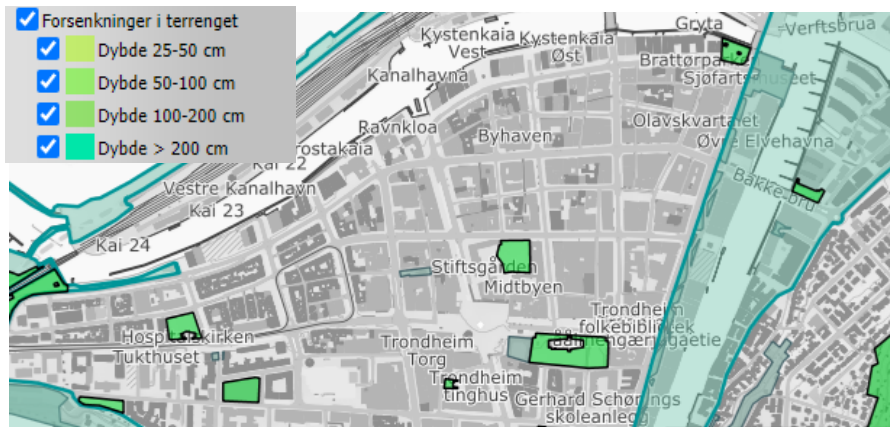 Forsenkninger i terrenget
Dybde 25-50 cm
Dybde 50-100 cm
Dybde 100-200 cm
Dybde > 200 cm
Gryta
Verftsbrua
Kystenkaia
Vest
Kystenkaia
Øst
Kanalhavna
Ravnkloa
Byhaven
Olavskvartalet
Øvre Elvehavna
Bakke bru
Kai 22
Vestre Kanalhavn
Kai 23
Kai 24
Stiftsgården
Midtbyen
Hospitalskirken
Tukthuset
Trondheim
Torg
Trondheim
folkebibliotek
Trondheim
tinghus
Gerhard Schønings
skoleanlegg